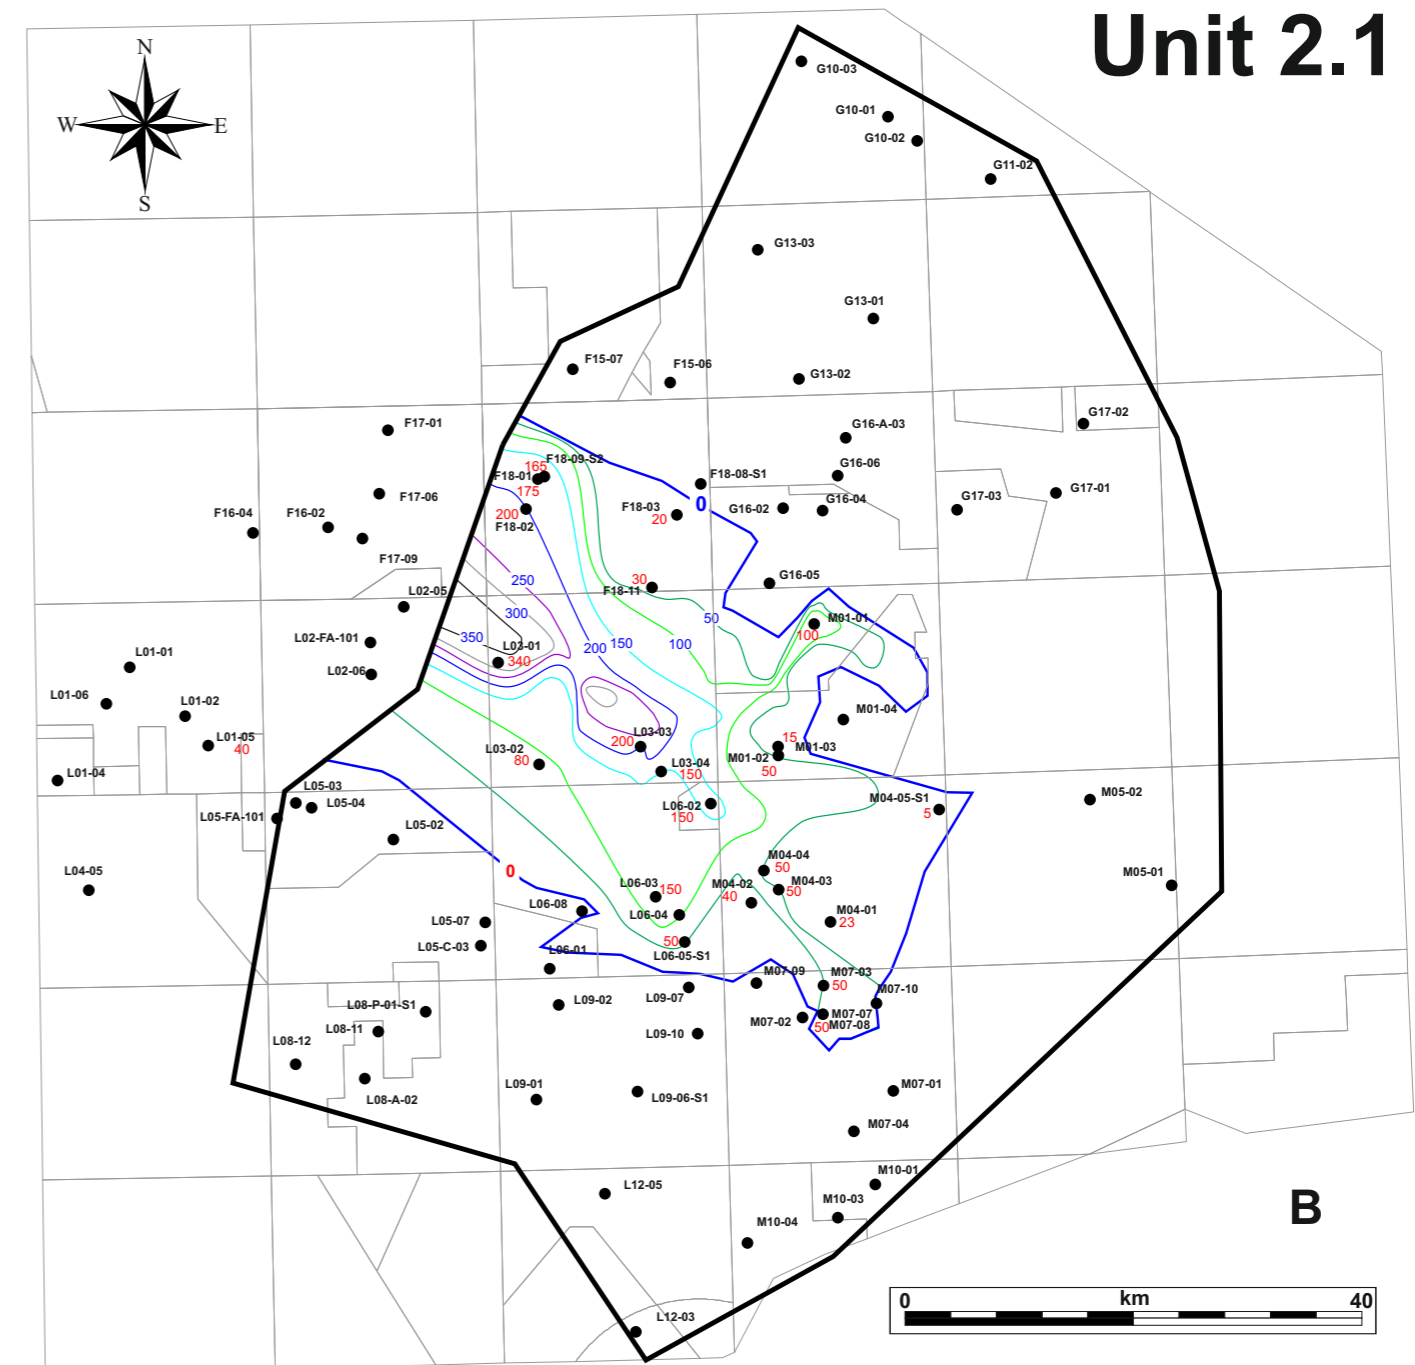 Unit 2.1
N
W E
S
G10-03
G10-01
G10-02
G11-02
G13-03
G13-01
F15-07
F15-06
G13-02
F17-01
G17-02
G16-A-03
165
F18-09-S2
F18-01
175
F18-08-S1
G16-06
F17-06
G17-01
G17-03
F16-04
F16-02
200
F18-02
F18-03
20
0
G16-02
G16-04
F17-09
250
30
F18-11
G16-05
L02-05
300
50
M01-01
100
350
L02-FA-101
L03-01
340
200
150
100
L01-01
L02-06
L01-06
L01-02
M01-04
L01-05
40
L03-03
200
15
M01-03
M01-02
50
L03-02
80
L03-04
150
L01-04
L05-03
L05-04
L05-FA-101
L06-02
150
M04-05-S1
5
M05-02
L05-02
L04-05
0
M04-04
50
M05-01
L06-03
150
M04-02
40
M04-03
50
L06-08
L06-04
M04-01
23
L05-07
L05-C-03
50
L06-05-S1
L06-01
M07-09
M07-03
50
L09-07
M07-10
L08-P-01-S1
L09-02
M07-02
M07-07
50
M07-08
L08-11
L09-10
L08-12
L08-A-02
L09-01
L09-06-S1
M07-01
M07-04
M10-01
L12-05
M10-03
M10-04
B
0 km 40
L12-03